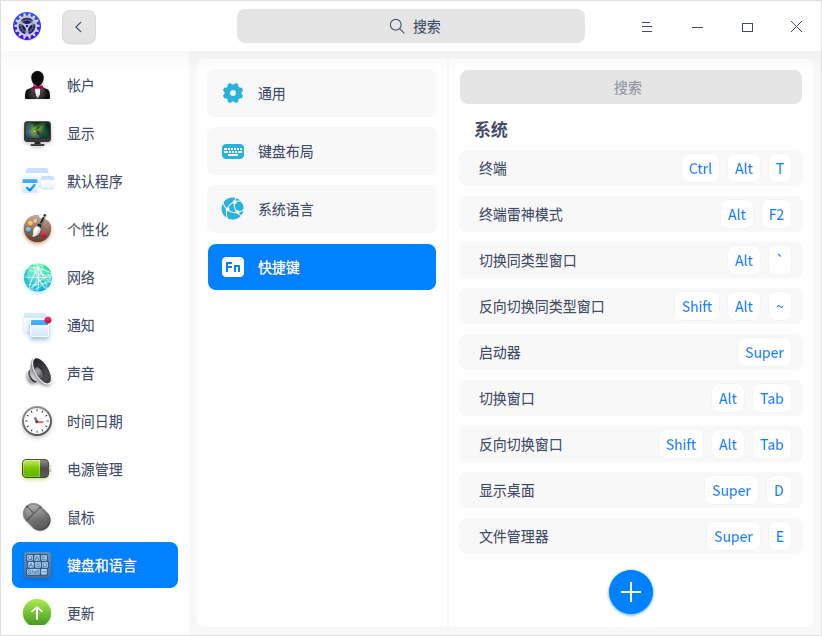 搜索
帐户
显示
默认程序
个性化
网络
通知
声音
时间日期
电源管理
鼠标
键盘和语言
更新
通用
键盘布局
系统语言
Fn 快捷键
搜索
系统
终端 Ctrl Alt T
终端雷神模式 Alt F2
切换同类型窗口 Alt `
反向切换同类型窗口 Shift Alt ~
启动器 Super
切换窗口 Alt Tab
反向切换窗口 Shift Alt Tab
显示桌面 Super D
文件管理器 Super E